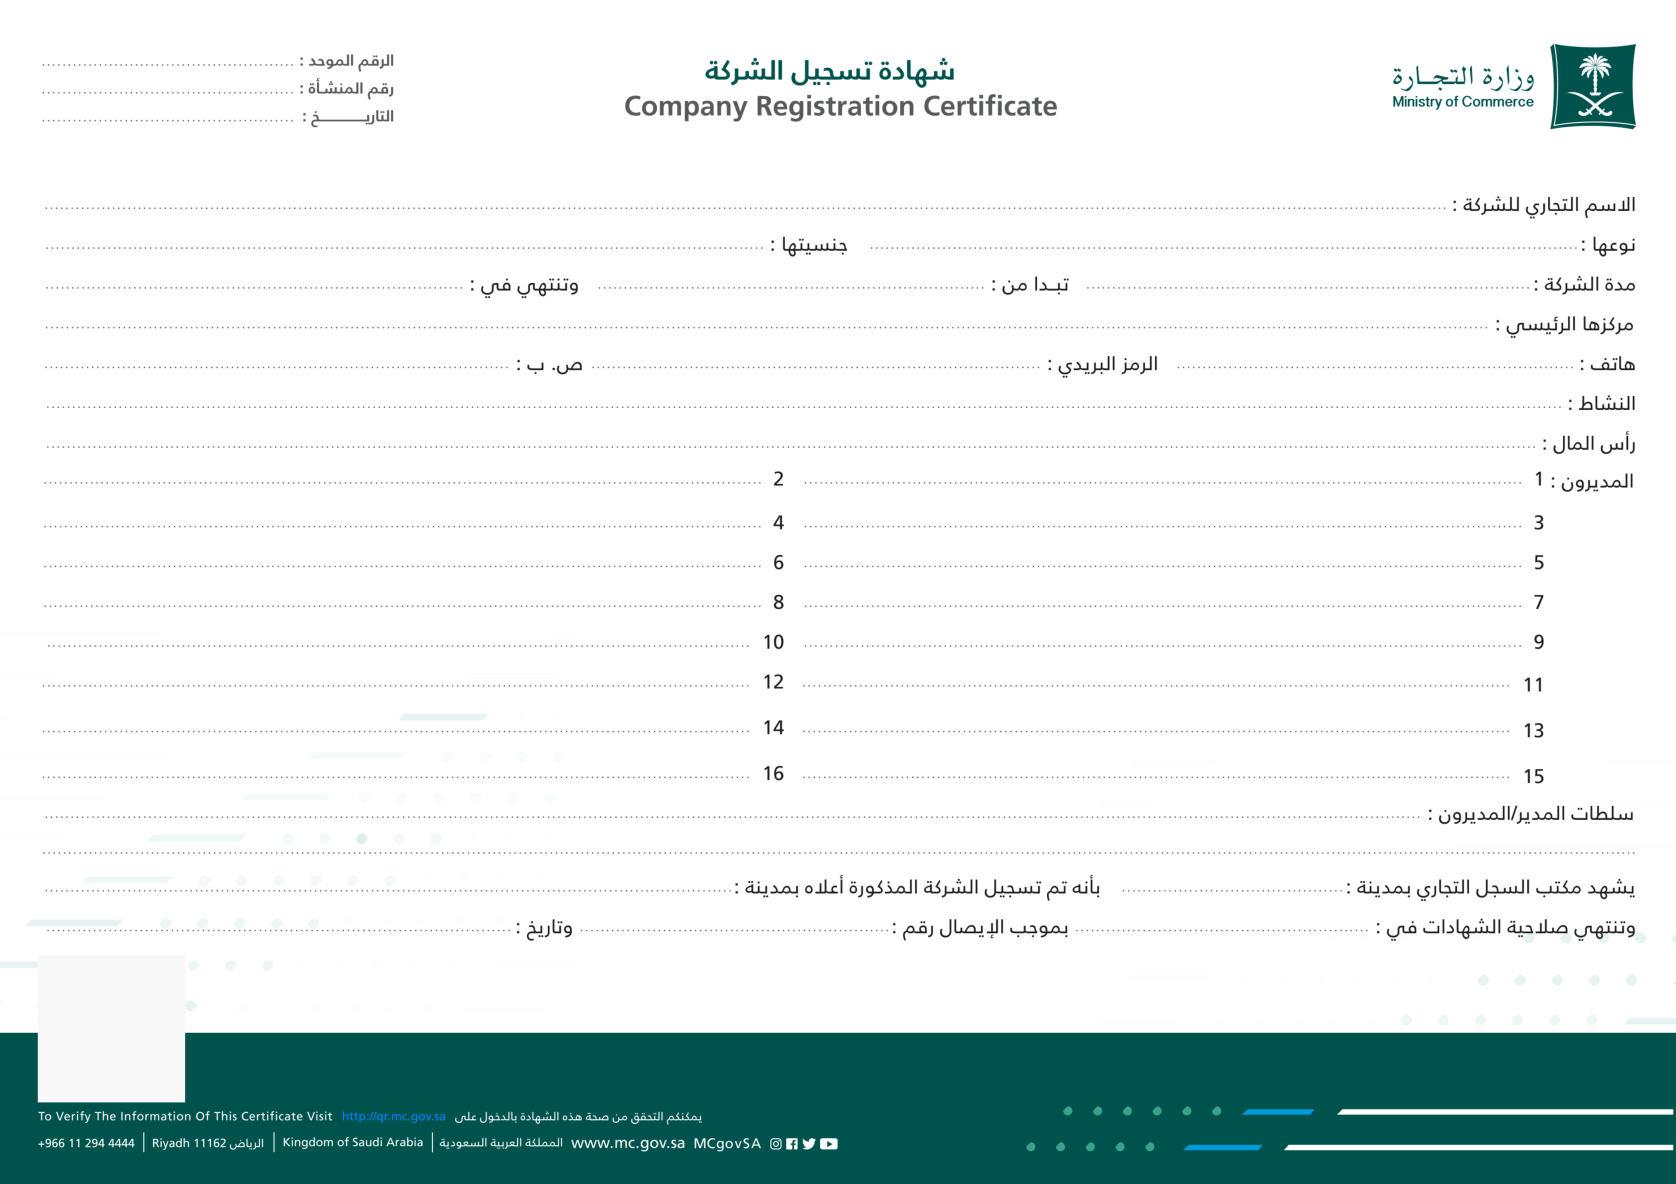 وزارة التجارة
Ministry of Commerce
شهادة تسجيل الشركة
Company Registration Certificate
الرقم الموحد :
رقم المنشأة :
التاريـــــــخ :
الاسم التجاري للشركة :
نوعها : جنسيتها :
مدة الشركة : تبـدا من : وتنتهي في :
مركزها الرئيسي :
هاتف : الرمز البريدي : ص. ب :
النشاط :
رأس المال :
المديرون : 1 2
3 4
5 6
7 8
9 10
11 12
13 14
15 16
سلطات المدير/المديرون :
يشهد مكتب السجل التجاري بمدينة : بأنه تم تسجيل الشركة المذكورة أعلاه بمدينة :
وتنتهي صلاحية الشهادات في : بموجب الإيصال رقم : وتاريخ :
To Verify The Information Of This Certificate Visit http://qr.mc.gov.sa يمكنكم التحقق من صحة هذه الشهادة بالدخول على
+966 11 294 4444 | Riyadh 11162 الرياض | Kingdom of Saudi Arabia | المملكة العربية السعودية www.mc.gov.sa MCgovSA